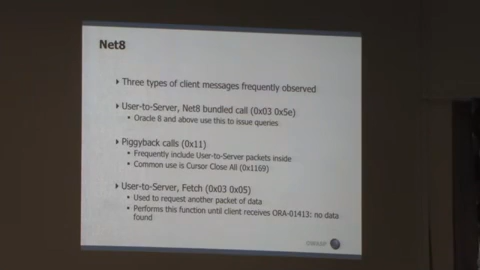 Net8
Three types of client messages frequently observed
User-to-Server, Net8 bundled call (0x03 0x5e)
• Oracle 8 and above use this to issue queries
Piggyback calls (0x11)
• Frequently include User-to-Server packets inside
• Common use is Cursor Close All (0x1169)
User-to-Server, Fetch (0x03 0x05)
• Used to request another packet of data
• Performs this function until client receives ORA-01413: no data
found